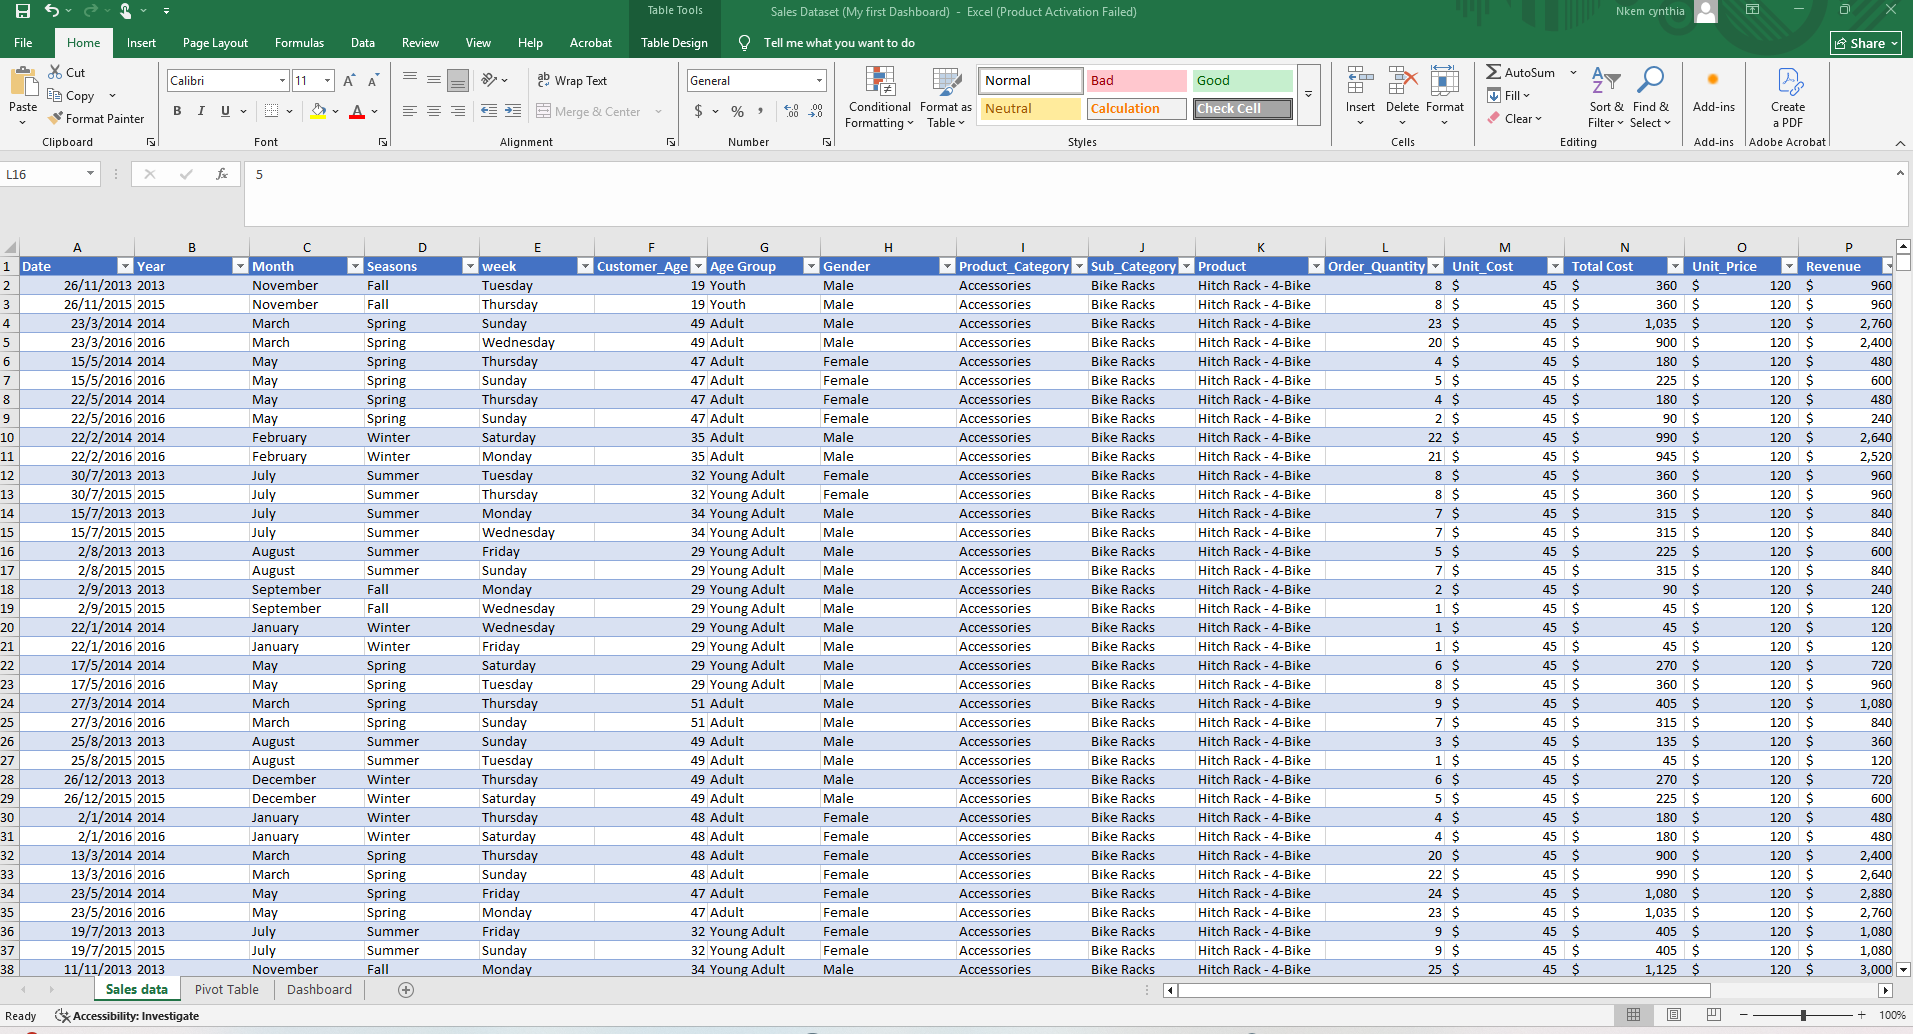 Table Tools
Sales Dataset (My first Dashboard) - Excel (Product Activation Failed)
Nkem cynthia
File Home Insert Page Layout Formulas Data Review View Help Acrobat Table Design Tell me what you want to do Share
Paste Cut Copy Format Painter Clipboard
Calibri 11 B I U A Font
Wrap Text Merge & Center Alignment
General $ % , Number
Conditional Formatting Format as Table Normal Bad Good Neutral Calculation Check Cell Styles
Insert Delete Format Cells
AutoSum Fill Clear Sort & Filter Find & Select Editing
Add-ins Add-ins
Create a PDF Adobe Acrobat
L16 fx 5
A B C D E F G H I J K L M N O P
1 Date Year Month Seasons week Customer_Age Age Group Gender Product_Category Sub_Category Product Order_Quantity Unit_Cost Total Cost Unit_Price Revenue
2 26/11/2013 2013 November Fall Tuesday 19 Youth Male Accessories Bike Racks Hitch Rack - 4-Bike 8 $ 45 $ 360 $ 120 $ 960
3 26/11/2015 2015 November Fall Thursday 19 Youth Male Accessories Bike Racks Hitch Rack - 4-Bike 8 $ 45 $ 360 $ 120 $ 960
4 23/3/2014 2014 March Spring Sunday 49 Adult Male Accessories Bike Racks Hitch Rack - 4-Bike 23 $ 45 $ 1,035 $ 120 $ 2,760
5 23/3/2016 2016 March Spring Wednesday 49 Adult Male Accessories Bike Racks Hitch Rack - 4-Bike 20 $ 45 $ 900 $ 120 $ 2,400
6 15/5/2014 2014 May Spring Thursday 47 Adult Female Accessories Bike Racks Hitch Rack - 4-Bike 4 $ 45 $ 180 $ 120 $ 480
7 15/5/2016 2016 May Spring Sunday 47 Adult Female Accessories Bike Racks Hitch Rack - 4-Bike 5 $ 45 $ 225 $ 120 $ 600
8 22/5/2014 2014 May Spring Thursday 47 Adult Female Accessories Bike Racks Hitch Rack - 4-Bike 4 $ 45 $ 180 $ 120 $ 480
9 22/5/2016 2016 May Spring Sunday 47 Adult Female Accessories Bike Racks Hitch Rack - 4-Bike 2 $ 45 $ 90 $ 120 $ 240
10 22/2/2014 2014 February Winter Saturday 35 Adult Male Accessories Bike Racks Hitch Rack - 4-Bike 22 $ 45 $ 990 $ 120 $ 2,640
11 22/2/2016 2016 February Winter Monday 35 Adult Male Accessories Bike Racks Hitch Rack - 4-Bike 21 $ 45 $ 945 $ 120 $ 2,520
12 30/7/2013 2013 July Summer Tuesday 32 Young Adult Female Accessories Bike Racks Hitch Rack - 4-Bike 8 $ 45 $ 360 $ 120 $ 960
13 30/7/2015 2015 July Summer Thursday 32 Young Adult Female Accessories Bike Racks Hitch Rack - 4-Bike 8 $ 45 $ 360 $ 120 $ 960
14 15/7/2013 2013 July Summer Monday 34 Young Adult Male Accessories Bike Racks Hitch Rack - 4-Bike 7 $ 45 $ 315 $ 120 $ 840
15 15/7/2015 2015 July Summer Wednesday 34 Young Adult Male Accessories Bike Racks Hitch Rack - 4-Bike 7 $ 45 $ 315 $ 120 $ 840
16 2/8/2013 2013 August Summer Friday 29 Young Adult Male Accessories Bike Racks Hitch Rack - 4-Bike 5 $ 45 $ 225 $ 120 $ 600
17 2/8/2015 2015 August Summer Sunday 29 Young Adult Male Accessories Bike Racks Hitch Rack - 4-Bike 7 $ 45 $ 315 $ 120 $ 840
18 2/9/2013 2013 September Fall Monday 29 Young Adult Male Accessories Bike Racks Hitch Rack - 4-Bike 2 $ 45 $ 90 $ 120 $ 240
19 2/9/2015 2015 September Fall Wednesday 29 Young Adult Male Accessories Bike Racks Hitch Rack - 4-Bike 1 $ 45 $ 45 $ 120 $ 120
20 22/1/2014 2014 January Winter Wednesday 29 Young Adult Male Accessories Bike Racks Hitch Rack - 4-Bike 1 $ 45 $ 45 $ 120 $ 120
21 22/1/2016 2016 January Winter Friday 29 Young Adult Male Accessories Bike Racks Hitch Rack - 4-Bike 1 $ 45 $ 45 $ 120 $ 120
22 17/5/2014 2014 May Spring Saturday 29 Young Adult Male Accessories Bike Racks Hitch Rack - 4-Bike 6 $ 45 $ 270 $ 120 $ 720
23 17/5/2016 2016 May Spring Tuesday 29 Young Adult Male Accessories Bike Racks Hitch Rack - 4-Bike 8 $ 45 $ 360 $ 120 $ 960
24 27/3/2014 2014 March Spring Thursday 51 Adult Male Accessories Bike Racks Hitch Rack - 4-Bike 9 $ 45 $ 405 $ 120 $ 1,080
25 27/3/2016 2016 March Spring Sunday 51 Adult Male Accessories Bike Racks Hitch Rack - 4-Bike 7 $ 45 $ 315 $ 120 $ 840
26 25/8/2013 2013 August Summer Sunday 49 Adult Male Accessories Bike Racks Hitch Rack - 4-Bike 3 $ 45 $ 135 $ 120 $ 360
27 25/8/2015 2015 August Summer Tuesday 49 Adult Male Accessories Bike Racks Hitch Rack - 4-Bike 1 $ 45 $ 45 $ 120 $ 120
28 26/12/2013 2013 December Winter Thursday 49 Adult Male Accessories Bike Racks Hitch Rack - 4-Bike 6 $ 45 $ 270 $ 120 $ 720
29 26/12/2015 2015 December Winter Saturday 49 Adult Male Accessories Bike Racks Hitch Rack - 4-Bike 5 $ 45 $ 225 $ 120 $ 600
30 2/1/2014 2014 January Winter Thursday 48 Adult Female Accessories Bike Racks Hitch Rack - 4-Bike 4 $ 45 $ 180 $ 120 $ 480
31 2/1/2016 2016 January Winter Saturday 48 Adult Female Accessories Bike Racks Hitch Rack - 4-Bike 4 $ 45 $ 180 $ 120 $ 480
32 13/3/2014 2014 March Spring Thursday 48 Adult Female Accessories Bike Racks Hitch Rack - 4-Bike 20 $ 45 $ 900 $ 120 $ 2,400
33 13/3/2016 2016 March Spring Sunday 48 Adult Female Accessories Bike Racks Hitch Rack - 4-Bike 22 $ 45 $ 990 $ 120 $ 2,640
34 23/5/2014 2014 May Spring Friday 47 Adult Female Accessories Bike Racks Hitch Rack - 4-Bike 24 $ 45 $ 1,080 $ 120 $ 2,880
35 23/5/2016 2016 May Spring Monday 47 Adult Female Accessories Bike Racks Hitch Rack - 4-Bike 23 $ 45 $ 1,035 $ 120 $ 2,760
36 19/7/2013 2013 July Summer Friday 32 Young Adult Female Accessories Bike Racks Hitch Rack - 4-Bike 9 $ 45 $ 405 $ 120 $ 1,080
37 19/7/2015 2015 July Summer Sunday 32 Young Adult Female Accessories Bike Racks Hitch Rack - 4-Bike 9 $ 45 $ 405 $ 120 $ 1,080
38 11/11/2013 2013 November Fall Monday 34 Young Adult Male Accessories Bike Racks Hitch Rack - 4-Bike 25 $ 45 $ 1,125 $ 120 $ 3,000
Sales data Pivot Table Dashboard
Ready Accessibility: Investigate 100%